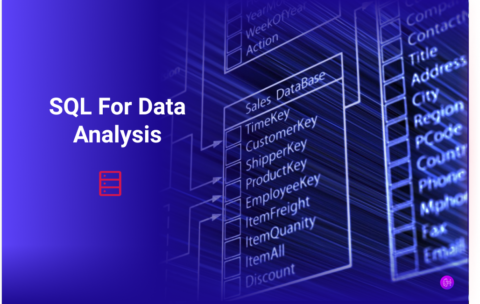 SQL For Data
Analysis
WeekOfYear
Action
Sales DataBase
TimeKey
CustomerKey
ShipperKey
ProductKey
EmployeeKey
ItemFreight
ItemQuanity
ItemAll
Discount
Title
Address
City
Region
PCode
Phone
Fax
Email